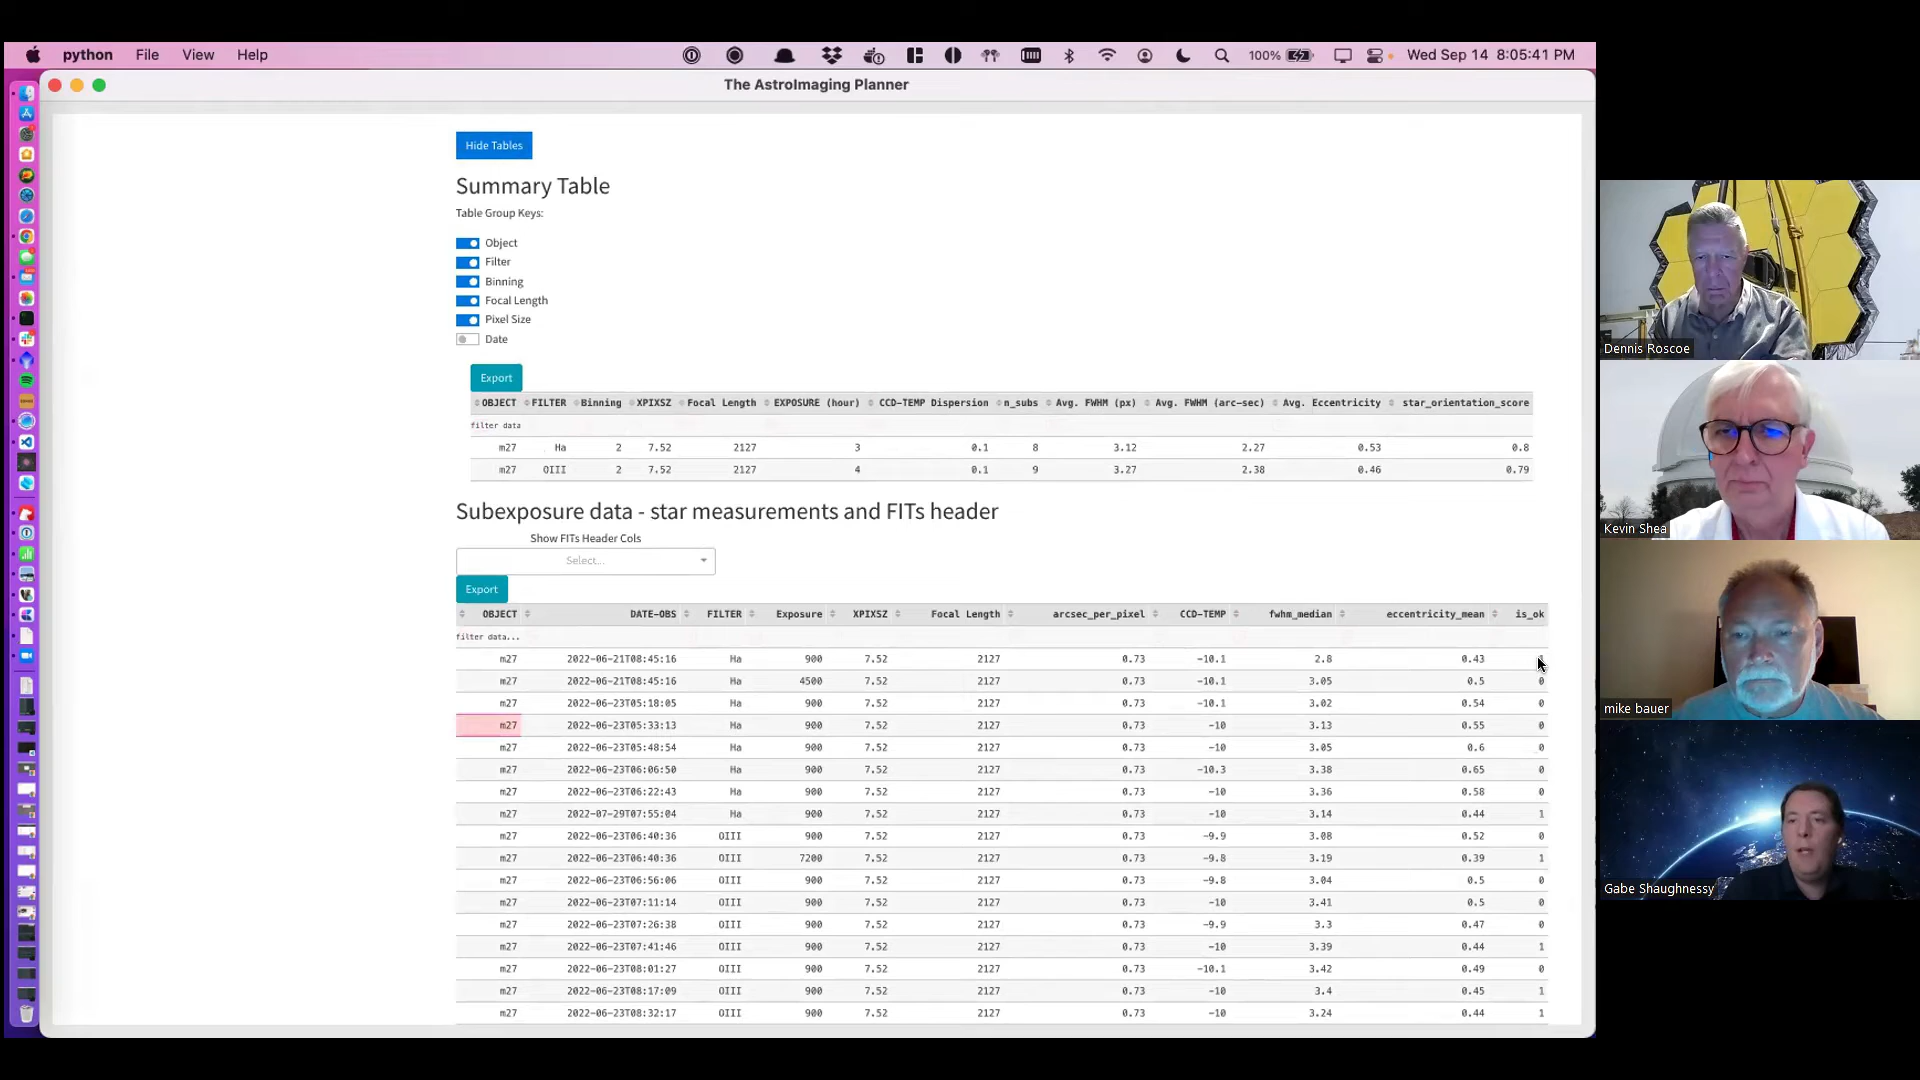 python File View Help 100% Wed Sep 14 8:05:41 PM
The AstroImaging Planner
Hide Tables
Summary Table
Table Group Keys:
Object
Filter
Binning
Focal Length
Pixel Size
Date
Export
OBJECT FILTER Binning XPIXSZ Focal Length EXPOSURE (hour) CCD-TEMP Dispersion n_subs Avg. FWHM (px) Avg. FWHM (arc-sec) Avg. Eccentricity star_orientation_score
filter data
m27 Ha 2 7.52 2127 3 0.1 8 3.12 2.27 0.53 0.8
m27 OIII 2 7.52 2127 4 0.1 9 3.27 2.38 0.46 0.79
Subexposure data - star measurements and FITs header
Show FITs Header Cols
Select...
Export
OBJECT DATE-OBS FILTER Exposure XPIXSZ Focal Length arcsec_per_pixel CCD-TEMP fwhm_median eccentricity_mean is_ok
filter data...
m27 2022-06-21T08:45:16 Ha 900 7.52 2127 0.73 -10.1 2.8 0.43
m27 2022-06-21T08:45:16 Ha 4500 7.52 2127 0.73 -10.1 3.05 0.5 0
m27 2022-06-23T05:18:05 Ha 900 7.52 2127 0.73 -10.1 3.02 0.54 0
m27 2022-06-23T05:33:13 Ha 900 7.52 2127 0.73 -10 3.13 0.55 0
m27 2022-06-23T05:48:54 Ha 900 7.52 2127 0.73 -10 3.05 0.6 0
m27 2022-06-23T06:06:50 Ha 900 7.52 2127 0.73 -10.3 3.38 0.65 0
m27 2022-06-23T06:22:43 Ha 900 7.52 2127 0.73 -10 3.36 0.58 0
m27 2022-07-29T07:55:04 Ha 900 7.52 2127 0.73 -10 3.14 0.44 1
m27 2022-06-23T06:40:36 OIII 900 7.52 2127 0.73 -9.9 3.08 0.52 0
m27 2022-06-23T06:40:36 OIII 7200 7.52 2127 0.73 -9.8 3.19 0.39 1
m27 2022-06-23T06:56:06 OIII 900 7.52 2127 0.73 -9.8 3.04 0.5 0
m27 2022-06-23T07:11:14 OIII 900 7.52 2127 0.73 -10 3.41 0.5 0
m27 2022-06-23T07:26:38 OIII 900 7.52 2127 0.73 -9.9 3.3 0.47 0
m27 2022-06-23T07:41:46 OIII 900 7.52 2127 0.73 -10 3.39 0.44 1
m27 2022-06-23T08:01:27 OIII 900 7.52 2127 0.73 -10.1 3.42 0.49 0
m27 2022-06-23T08:17:09 OIII 900 7.52 2127 0.73 -10 3.4 0.45 1
m27 2022-06-23T08:32:17 OIII 900 7.52 2127 0.73 -10 3.24 0.44 1
Dennis Roscoe
Kevin Shea
mike bauer
Gabe Shaughnessy